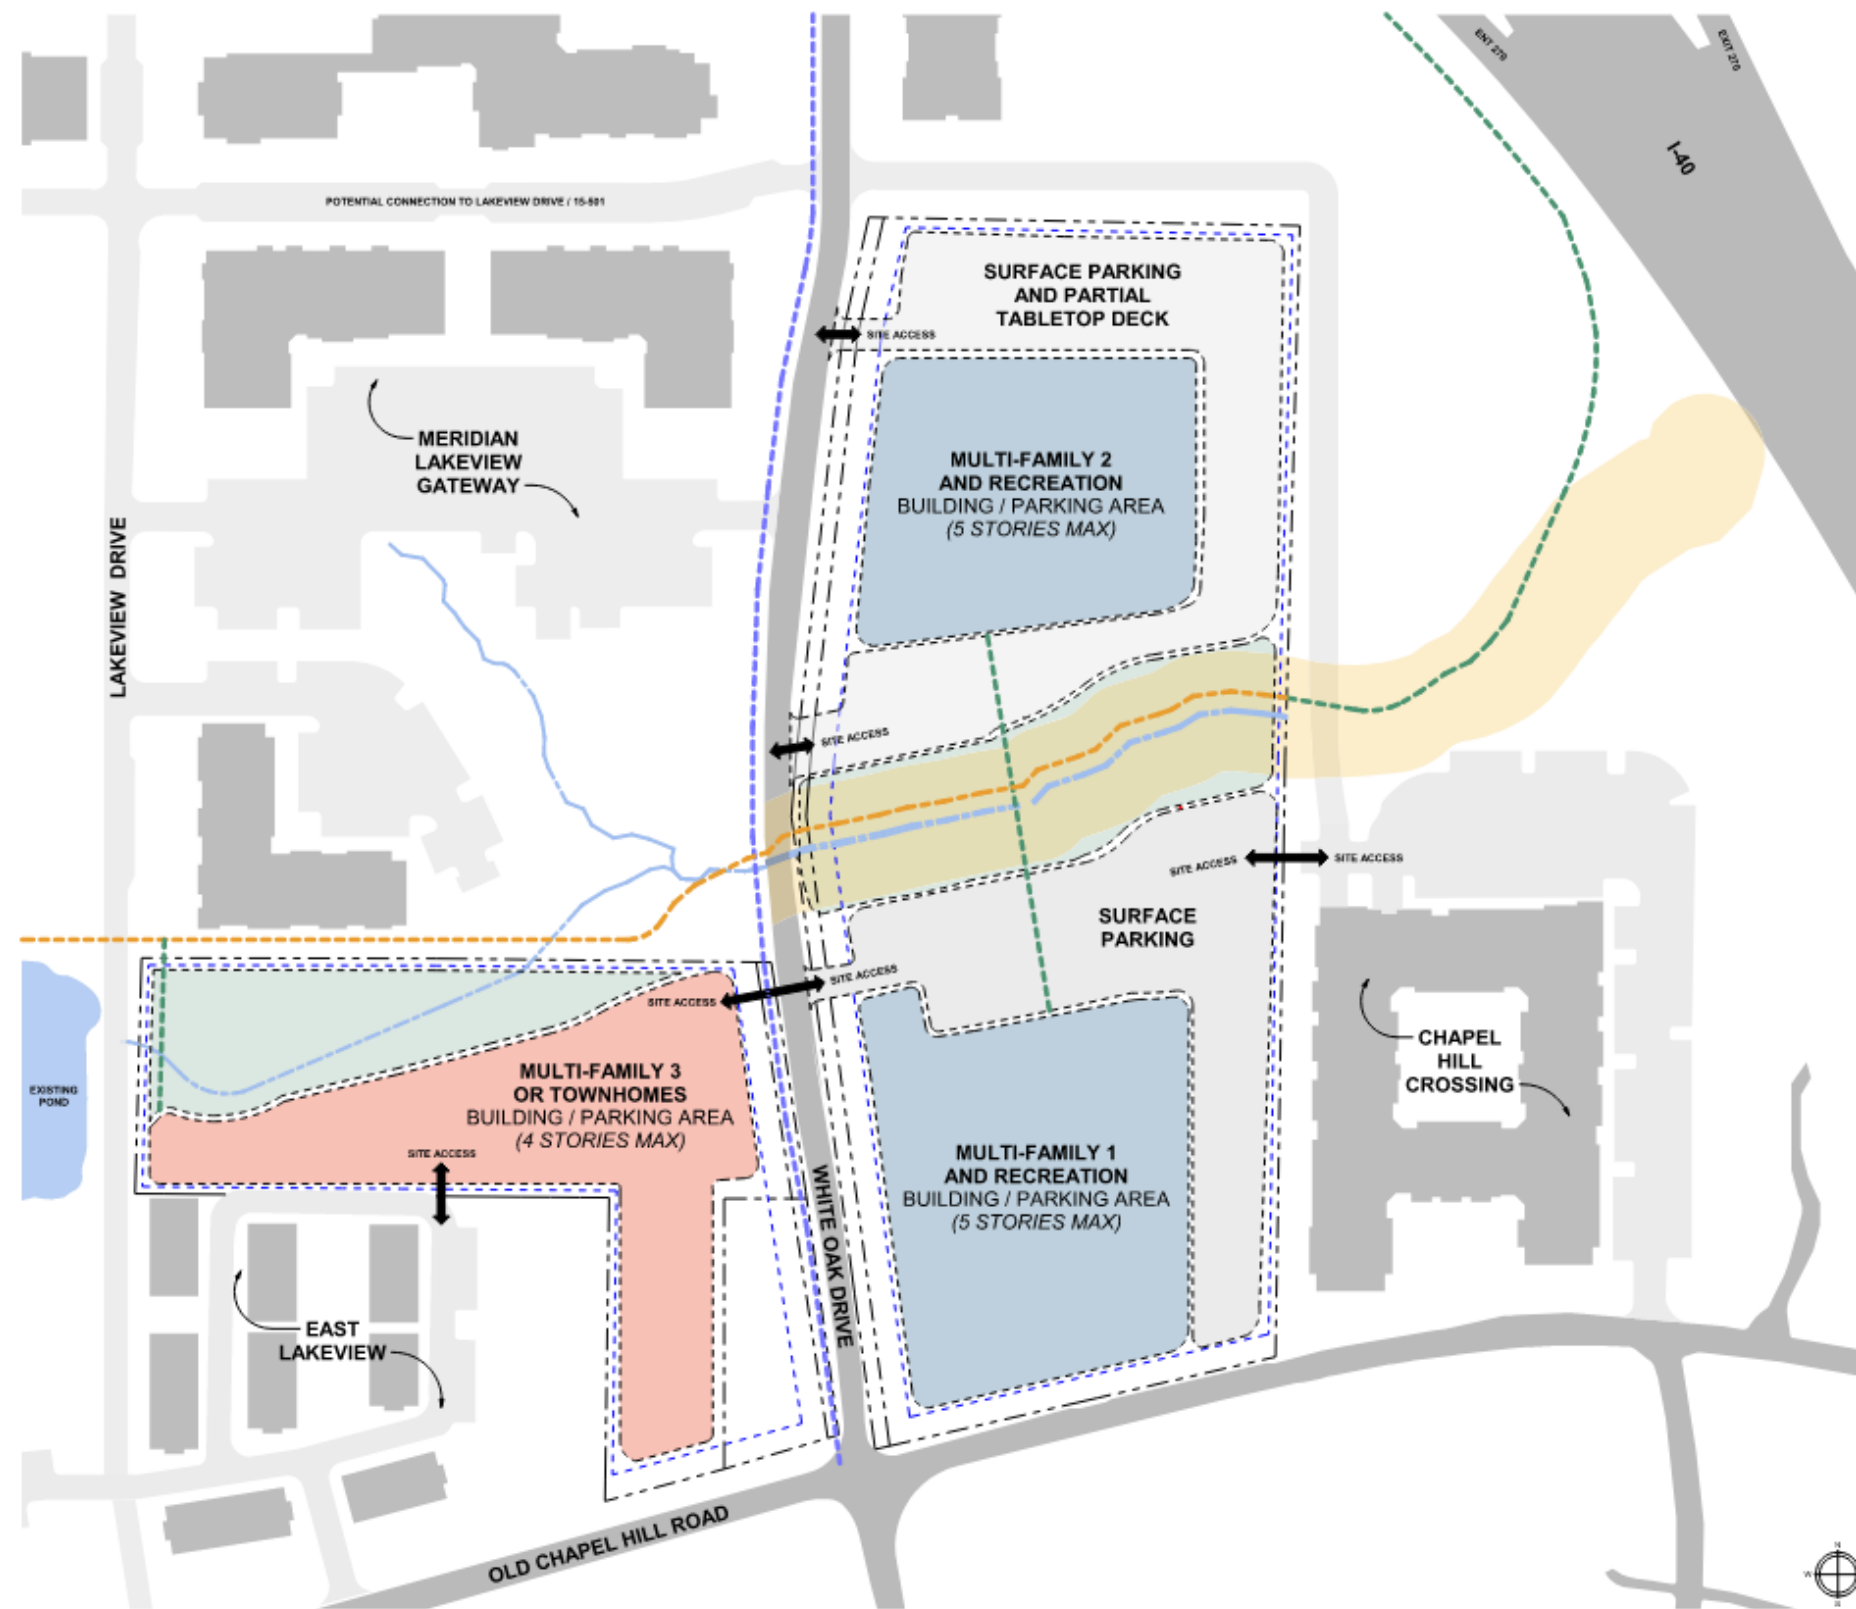 ENT 270
EXIT 270
I-40
POTENTIAL CONNECTION TO LAKEVIEW DRIVE / 15-501
SURFACE PARKING
AND PARTIAL
TABLETOP DECK
SITE ACCESS
MERIDIAN
LAKEVIEW
GATEWAY
MULTI-FAMILY 2
AND RECREATION
BUILDING / PARKING AREA
(5 STORIES MAX)
LAKEVIEW DRIVE
SITE ACCESS
SITE ACCESS
SITE ACCESS
SURFACE
PARKING
SITE ACCESS
SITE ACCESS
EXISTING
POND
MULTI-FAMILY 3
OR TOWNHOMES
BUILDING / PARKING AREA
(4 STORIES MAX)
SITE ACCESS
CHAPEL
HILL
CROSSING
MULTI-FAMILY 1
AND RECREATION
BUILDING / PARKING AREA
(5 STORIES MAX)
WHITE OAK DRIVE
EAST
LAKEVIEW
OLD CHAPEL HILL ROAD
N
W
S